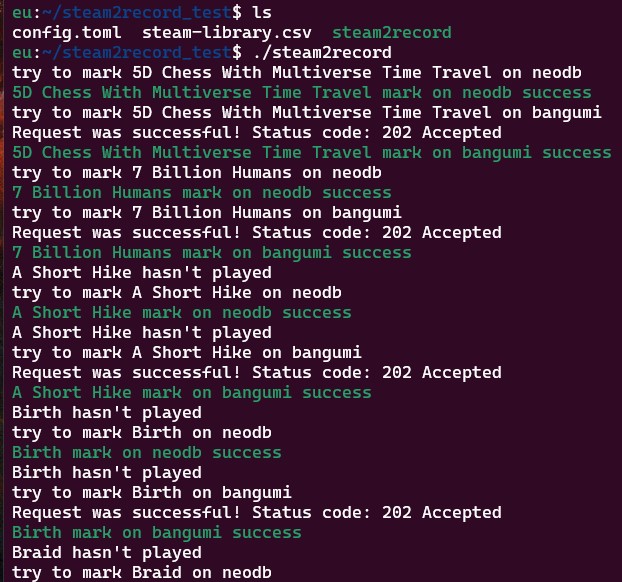 eu:~/steam2record_test$ ls
config.toml  steam-library.csv  steam2record
eu:~/steam2record_test$ ./steam2record
try to mark 5D Chess With Multiverse Time Travel on neodb
5D Chess With Multiverse Time Travel mark on neodb success
try to mark 5D Chess With Multiverse Time Travel on bangumi
Request was successful! Status code: 202 Accepted
5D Chess With Multiverse Time Travel mark on bangumi success
try to mark 7 Billion Humans on neodb
7 Billion Humans mark on neodb success
try to mark 7 Billion Humans on bangumi
Request was successful! Status code: 202 Accepted
7 Billion Humans mark on bangumi success
A Short Hike hasn't played
try to mark A Short Hike on neodb
A Short Hike mark on neodb success
A Short Hike hasn't played
try to mark A Short Hike on bangumi
Request was successful! Status code: 202 Accepted
A Short Hike mark on bangumi success
Birth hasn't played
try to mark Birth on neodb
Birth mark on neodb success
Birth hasn't played
try to mark Birth on bangumi
Request was successful! Status code: 202 Accepted
Birth mark on bangumi success
Braid hasn't played
try to mark Braid on neodb